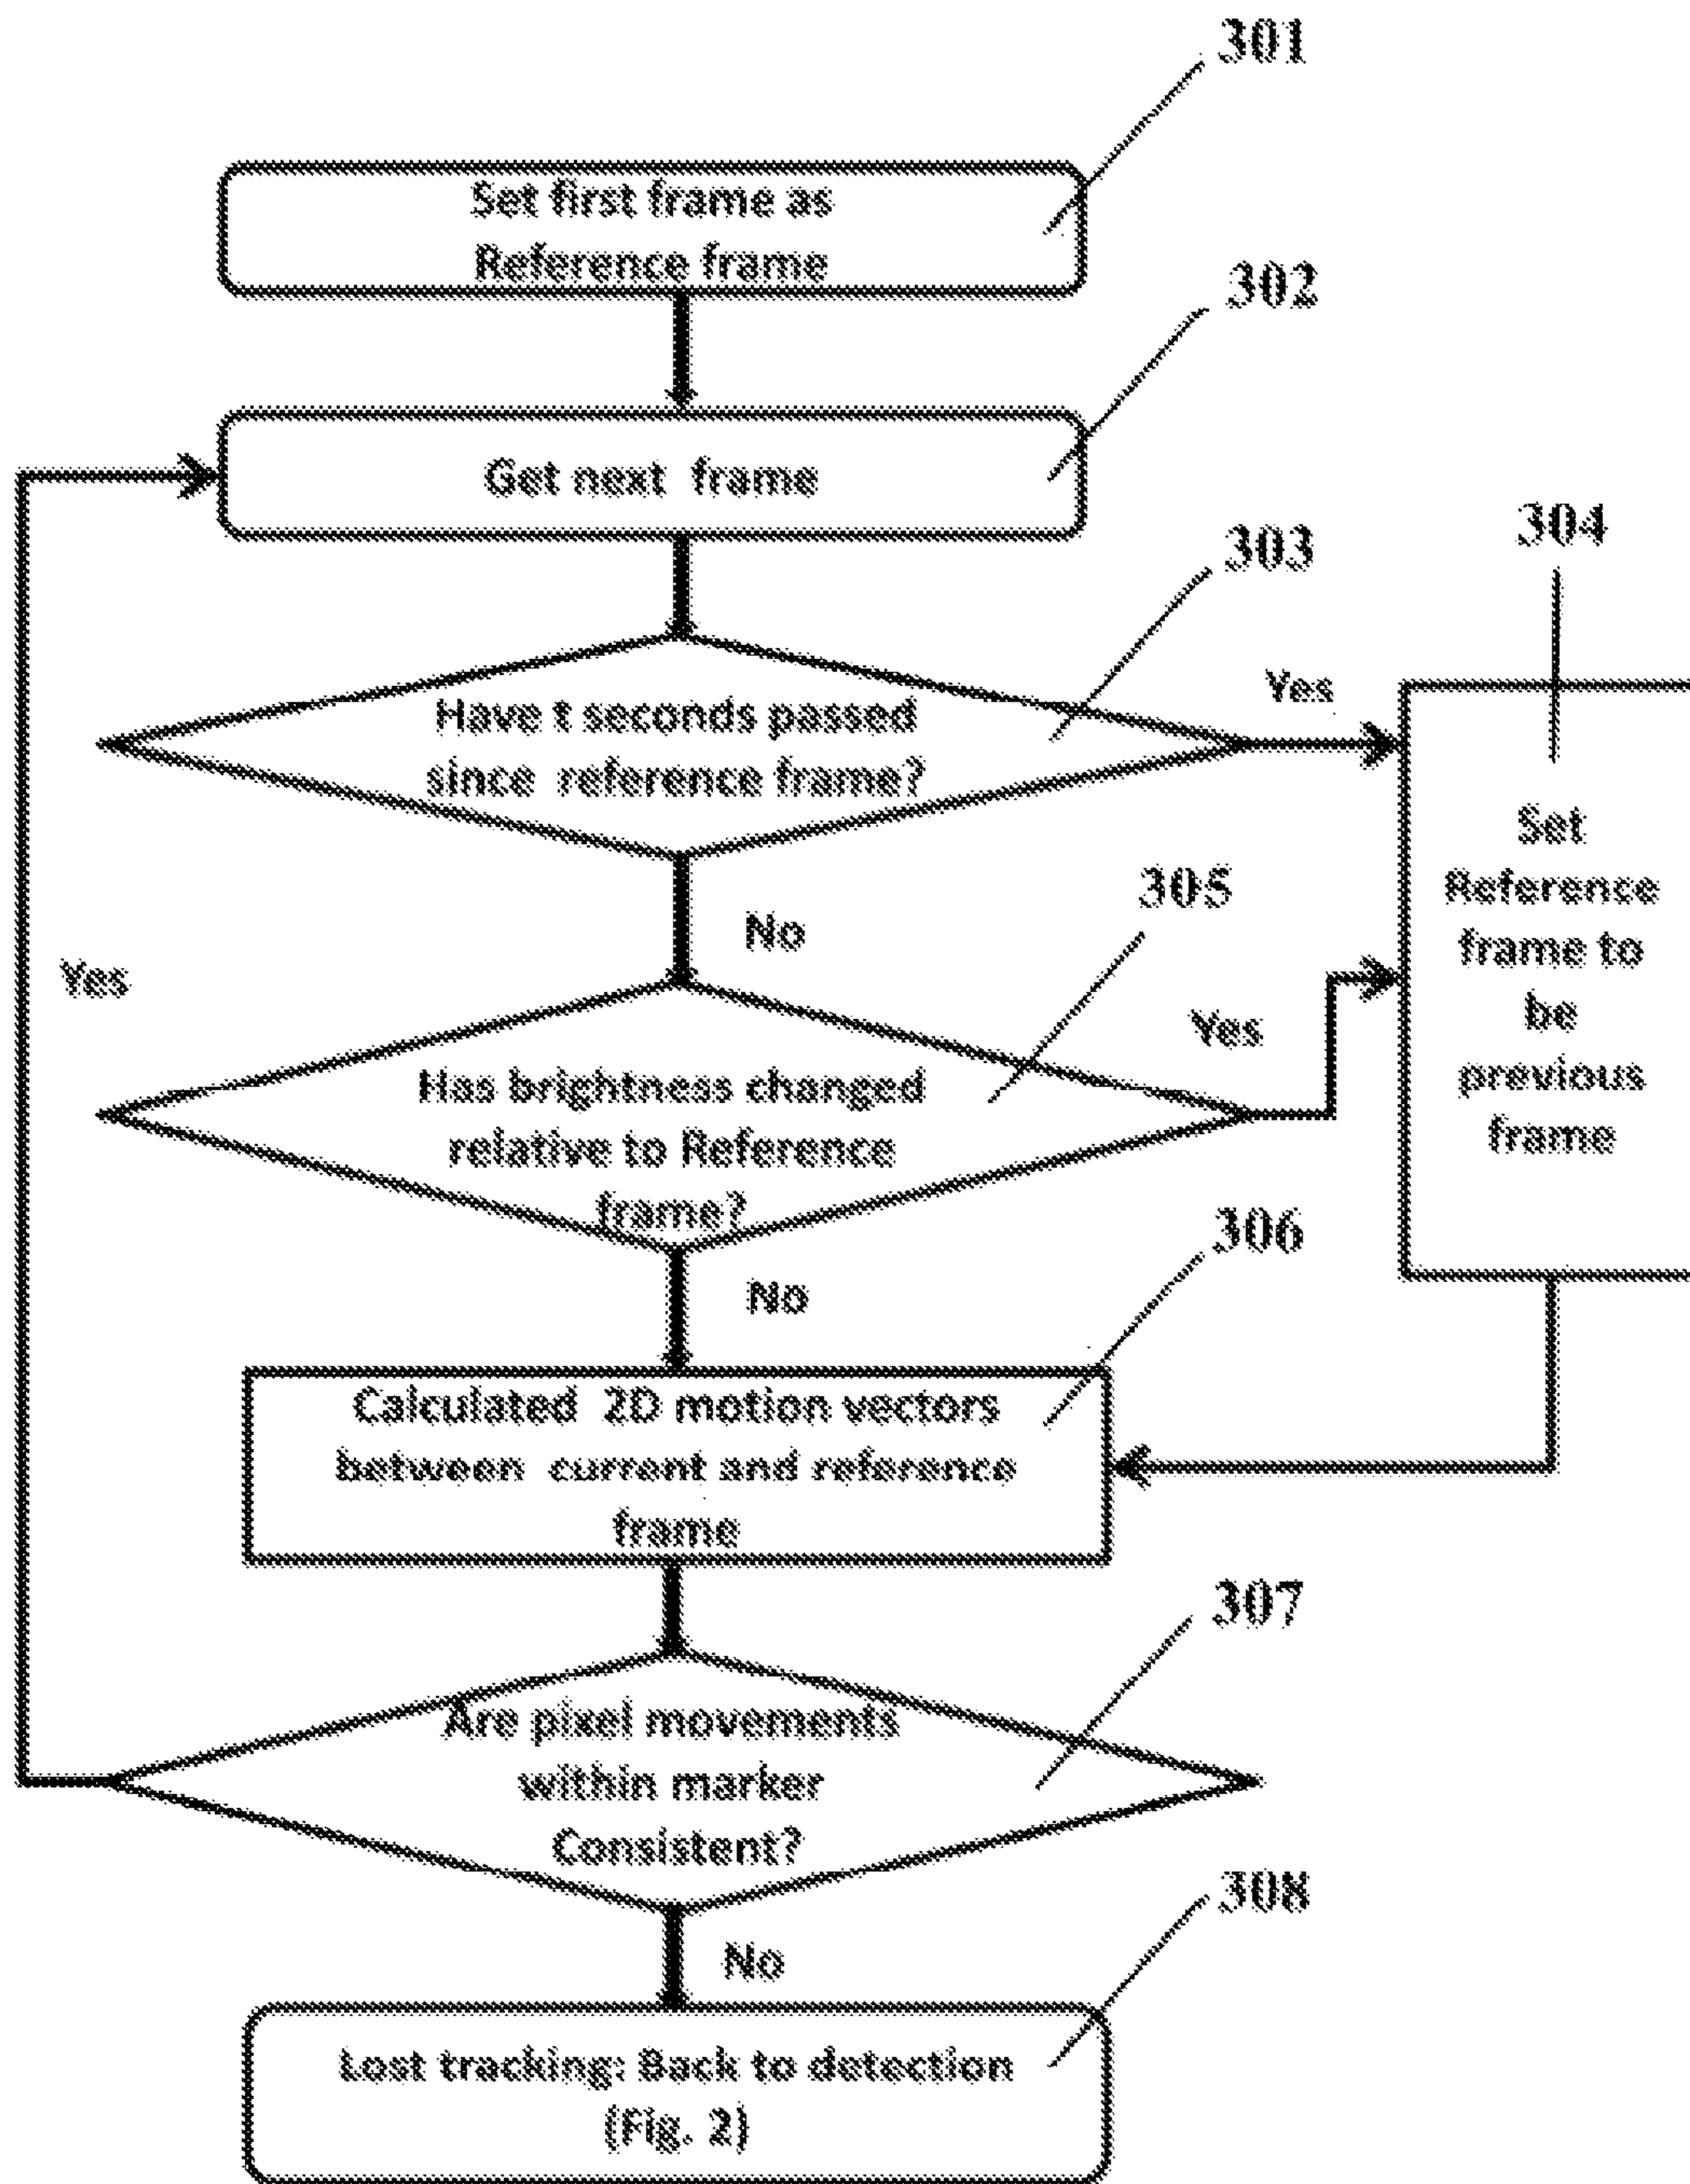 301
Set first frame as
Reference frame
302
Get next frame
303
Have t seconds passed
since reference frame?
Yes
304
Set
Reference
frame to
be
previous
frame
No
305
Yes
Has brightness changed
relative to Reference
frame?
Yes
No
306
Calculated 2D motion vectors
between current and reference
frame
307
Are pixel movements
within marker
Consistent?
No
308
Lost tracking: Back to detection
(Fig. 2)